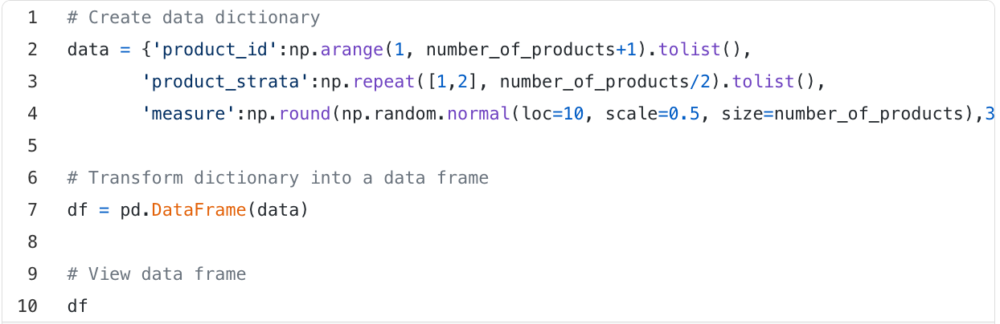 1 # Create data dictionary
2 data = {'product_id':np.arange(1, number_of_products+1).tolist(),
3 'product_strata':np.repeat([1,2], number_of_products/2).tolist(),
4 'measure':np.round(np.random.normal(loc=10, scale=0.5, size=number_of_products),3
5
6 # Transform dictionary into a data frame
7 df = pd.DataFrame(data)
8
9 # View data frame
10 df